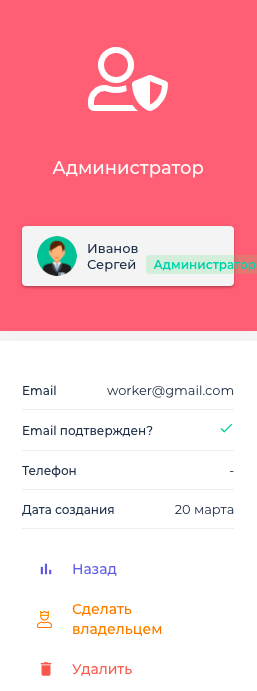 Администратор
Иванов
Сергей Администратор
Email worker@gmail.com
Email подтвержден?
Телефон -
Дата создания 20 марта
Назад
Сделать
владельцем
Удалить